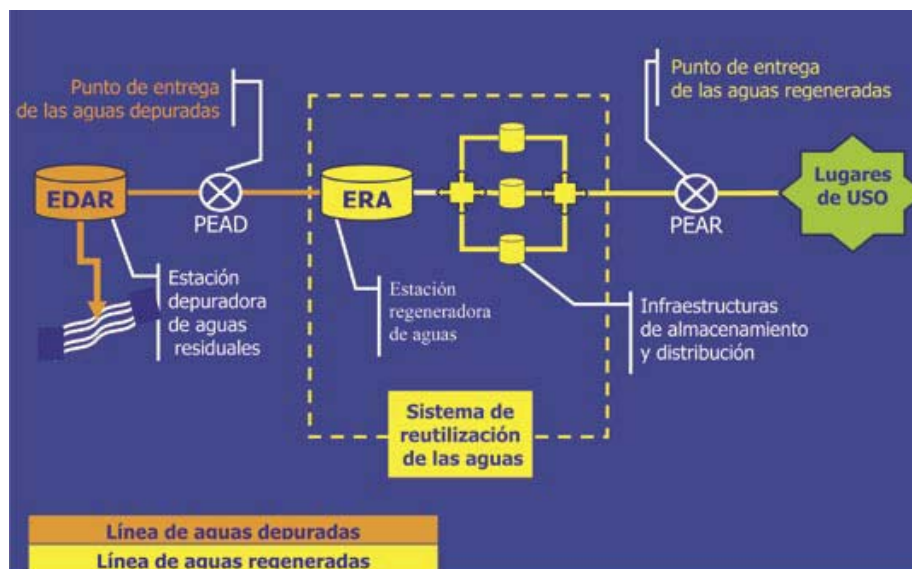 Punto de entrega
de las aguas depuradas
Punto de entrega
de las aguas regeneradas
EDAR
PEAD
ERA
PEAR
Lugares
de USO
Estación
depuradora
de aguas
residuales
Estación
regeneradora
de aguas
Infraestructuras
de almacenamiento
y distribución
Sistema de
reutilización
de las aguas
Línea de aguas depuradas
Línea de aguas regeneradas